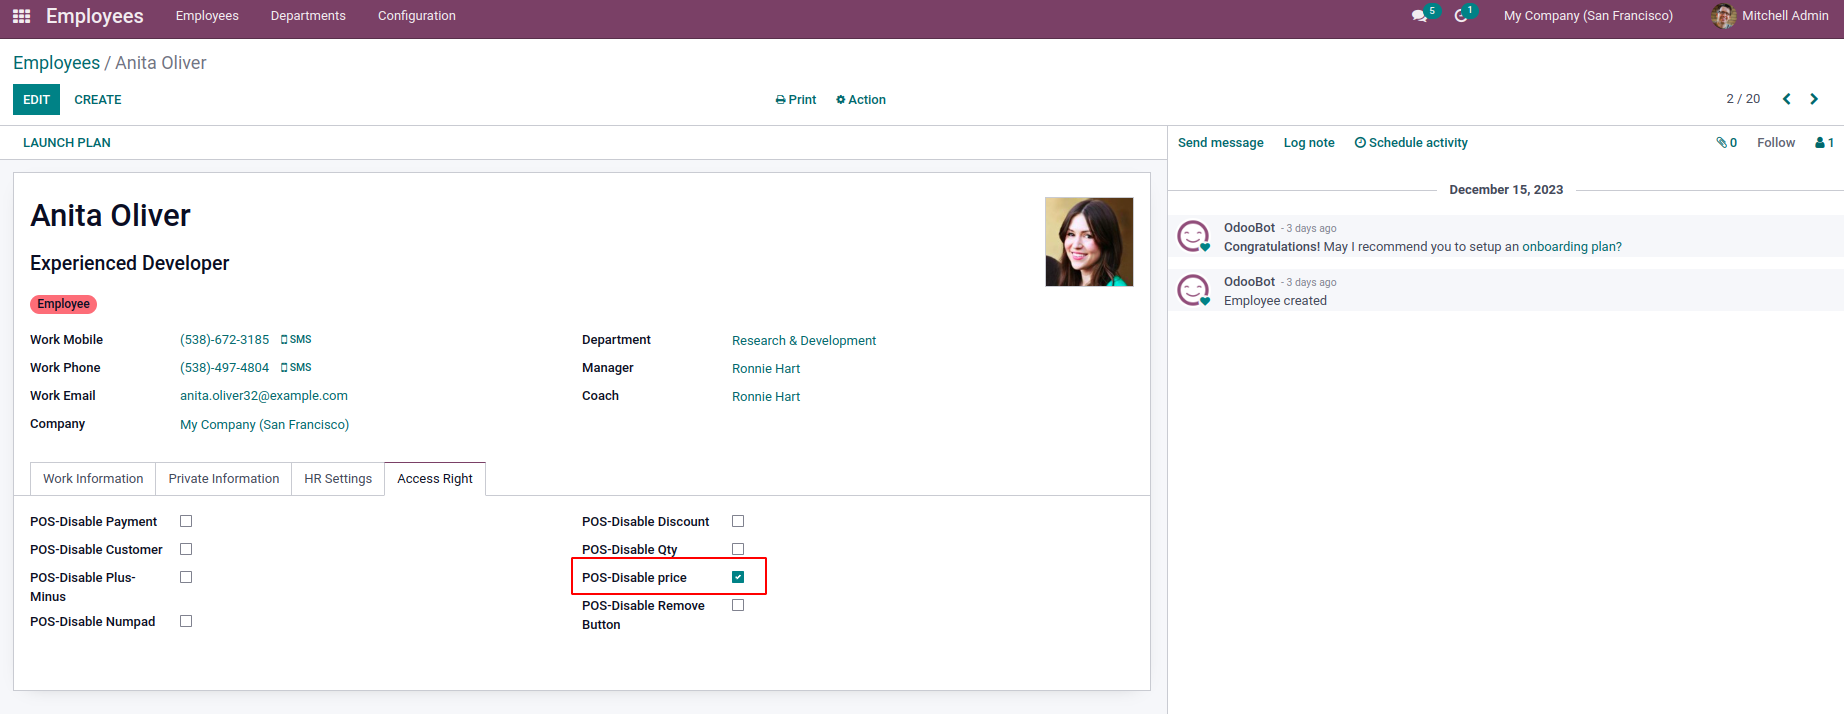 Employees Employees Departments Configuration 5 1 My Company (San Francisco) Mitchell Admin
Employees / Anita Oliver
EDIT CREATE Print Action 2 / 20
LAUNCH PLAN
Send message Log note Schedule activity 0 Follow 1
December 15, 2023
OdooBot - 3 days ago
Congratulations! May I recommend you to setup an onboarding plan?
OdooBot - 3 days ago
Employee created
Anita Oliver
Experienced Developer
Employee
Work Mobile (538)-672-3185 SMS
Work Phone (538)-497-4804 SMS
Work Email anita.oliver32@example.com
Company My Company (San Francisco)
Department Research & Development
Manager Ronnie Hart
Coach Ronnie Hart
Work Information Private Information HR Settings Access Right
POS-Disable Payment
POS-Disable Customer
POS-Disable Plus-
Minus
POS-Disable Numpad
POS-Disable Discount
POS-Disable Qty
POS-Disable price
POS-Disable Remove
Button